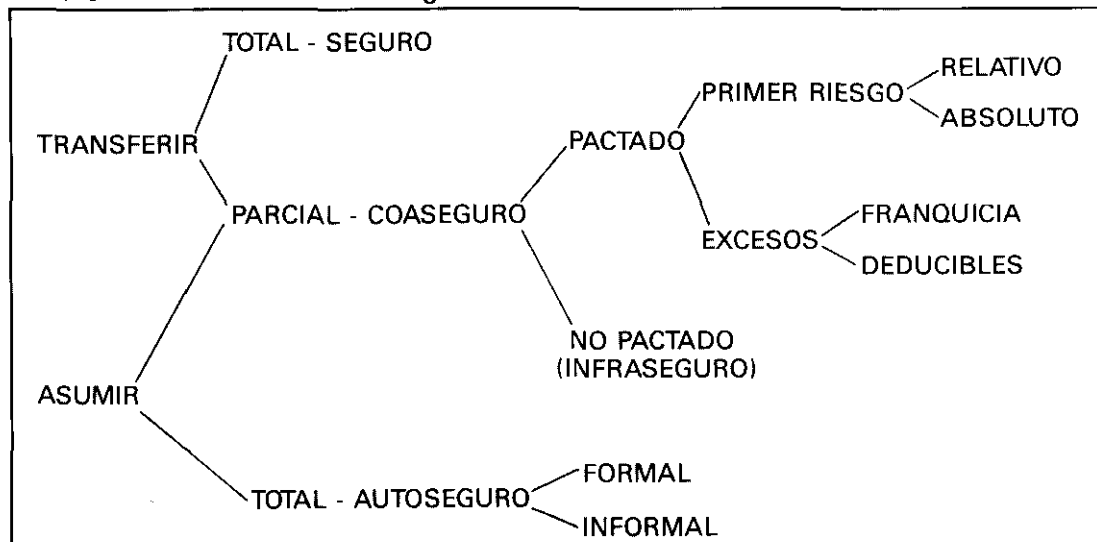 TOTAL - SEGURO
TRANSFERIR
PARCIAL - COASEGURO
PACTADO
PRIMER RIESGO
RELATIVO
ABSOLUTO
EXCESOS
FRANQUICIA
DEDUCIBLES
NO PACTADO
(INFRASEGURO)
ASUMIR
TOTAL - AUTOSEGURO
FORMAL
INFORMAL